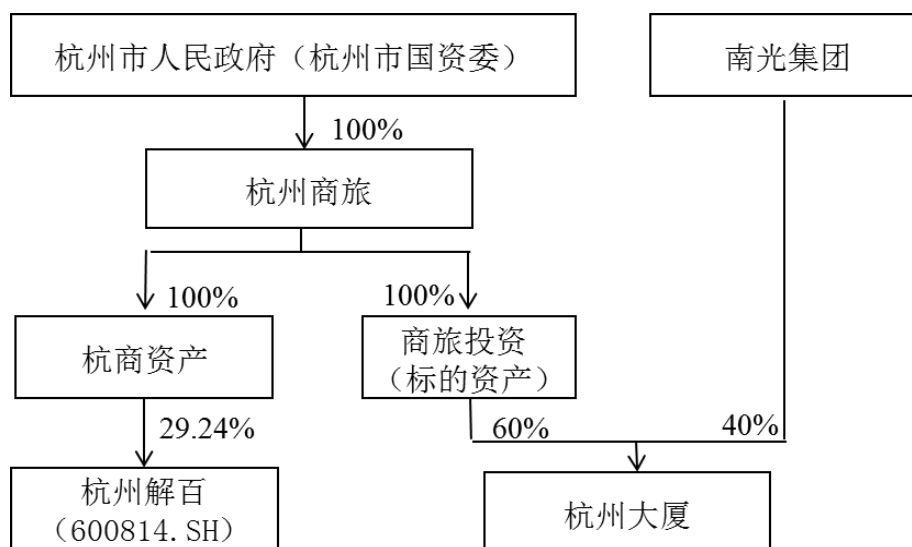 杭州市人民政府（杭州市国资委）
南光集团
100%
杭州商旅
100%
100%
杭商资产
商旅投资
（标的资产）
29.24%
60%
40%
杭州解百
（600814.SH）
杭州大厦